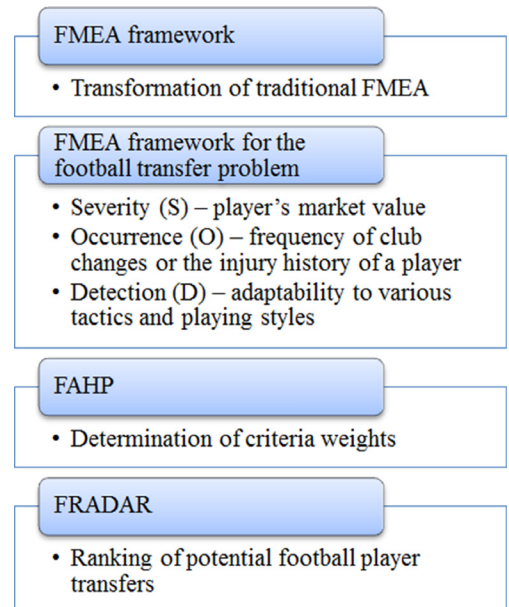 FMEA framework
• Transformation of traditional FMEA
FMEA framework for the
football transfer problem
• Severity (S) – player's market value
• Occurrence (O) – frequency of club
changes or the injury history of a player
• Detection (D) – adaptability to various
tactics and playing styles
FAHP
• Determination of criteria weights
FRADAR
• Ranking of potential football player
transfers